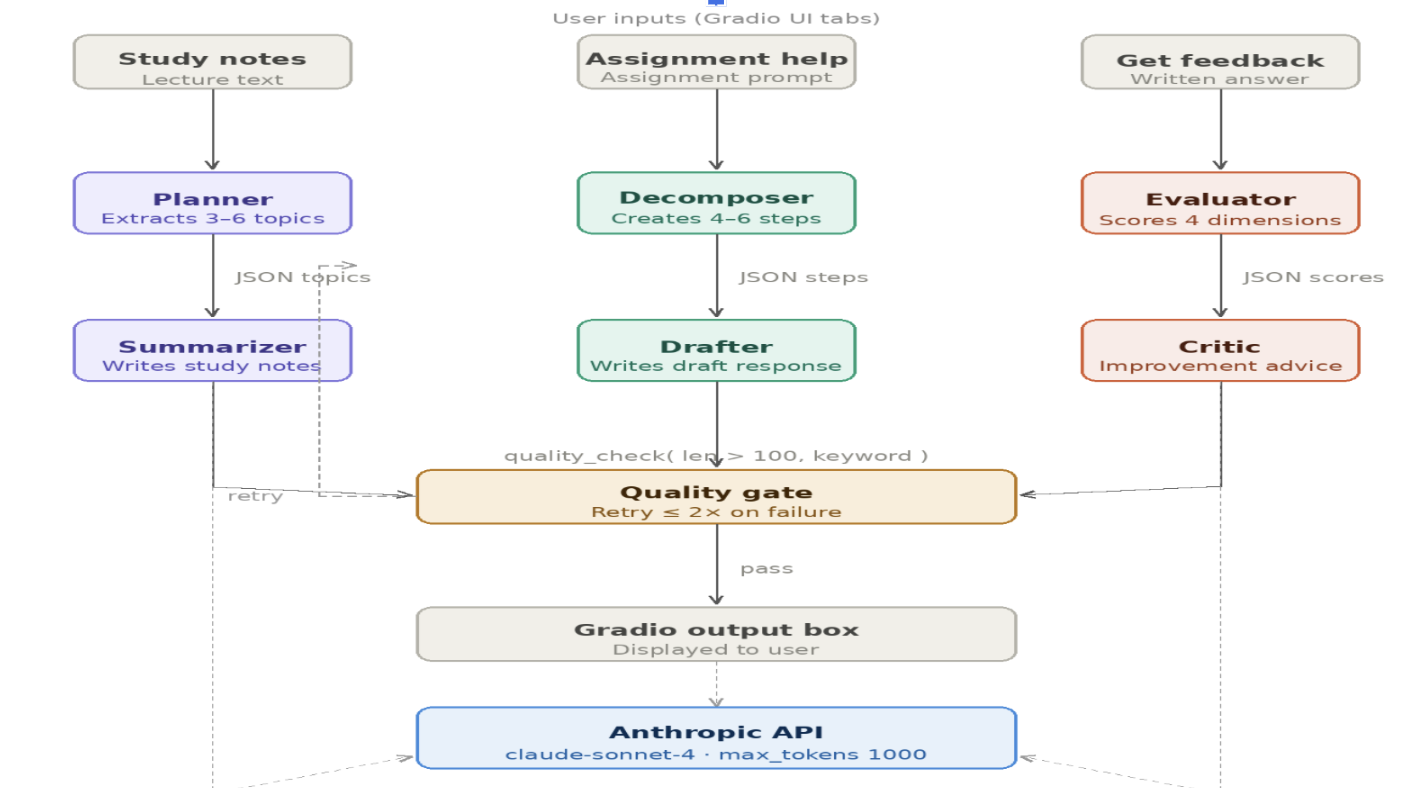 User inputs (Gradio UI tabs)
Study notes
Lecture text
Assignment help
Assignment prompt
Get feedback
Written answer
Planner
Extracts 3–6 topics
Decomposer
Creates 4–6 steps
Evaluator
Scores 4 dimensions
JSON topics
JSON steps
JSON scores
Summarizer
Writes study notes
Drafter
Writes draft response
Critic
Improvement advice
quality_check( len > 100, keyword )
retry
Quality gate
Retry ≤ 2× on failure
pass
Gradio output box
Displayed to user
Anthropic API
claude-sonnet-4 · max_tokens 1000